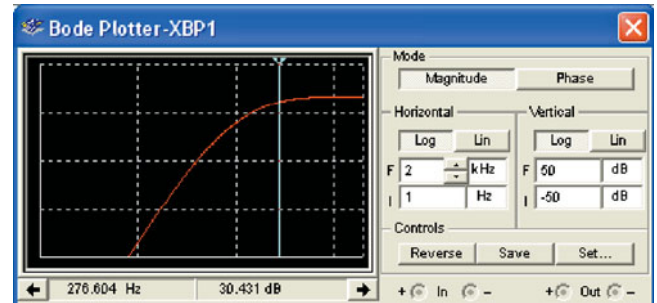 Bode Plotter-XBP1
Mode
Magnitude Phase
Horizontal Vertical
Log Lin Log Lin
F 2 kHz F 50 dB
I 1 Hz I -50 dB
Controls
Reverse Save Set...
276.604 Hz 30.431 dB + In - + Out -